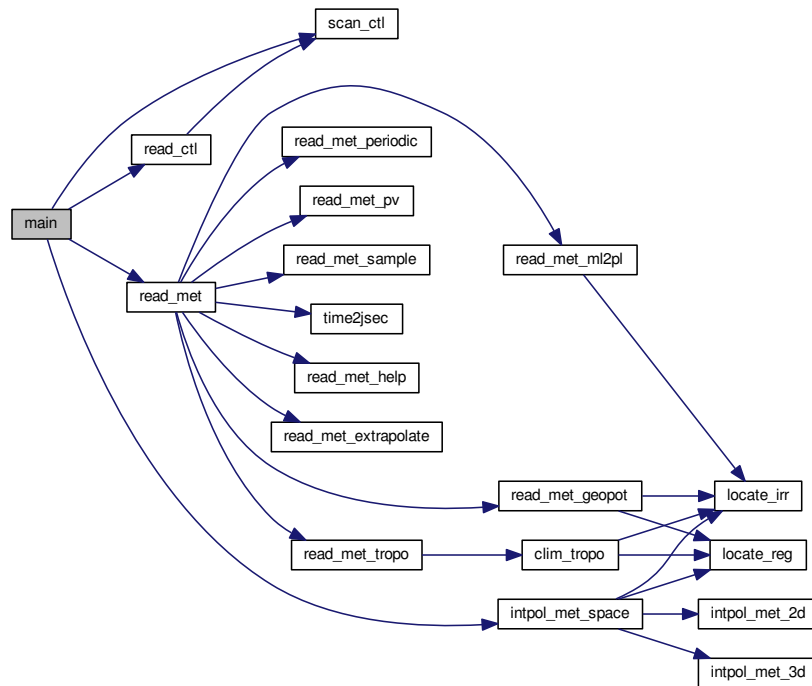 scan_ctl
read_ctl
read_met_periodic
read_met_pv
main
read_met_sample
read_met_ml2pl
read_met
time2jsec
read_met_help
read_met_extrapolate
read_met_geopot
locate_irr
read_met_tropo
clim_tropo
locate_reg
intpol_met_space
intpol_met_2d
intpol_met_3d